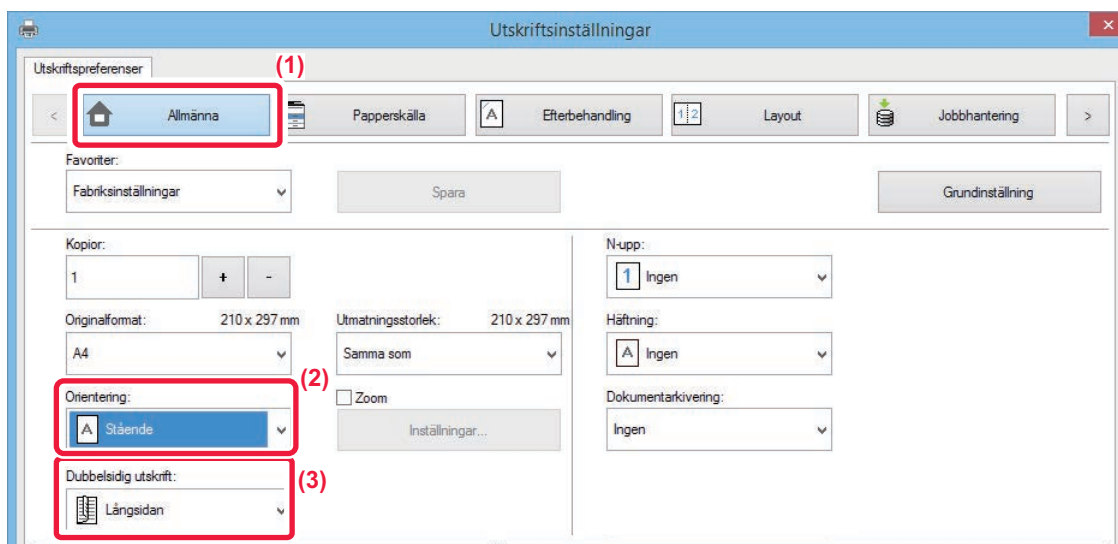 Utskriftsinställningar
Utskriftspreferenser
(1)
< Allmänna Papperskälla Efterbehandling Layout Jobbhantering >
Favoriter:
Fabriksinställningar Spara Grundinställning
Kopior: N-upp:
1 + - 1 Ingen
Originalformat: 210 x 297 mm Utmatningsstorlek: 210 x 297 mm Häftning:
A4 Samma som A Ingen
(2)
Orientering: Zoom Dokumentarkivering:
A Stående Inställningar... Ingen
Dubbelsidig utskrift: (3)
Långsidan